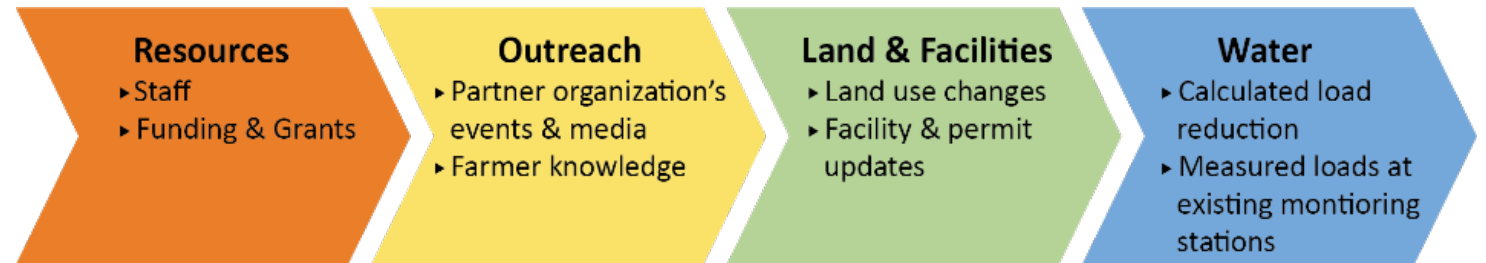 Resources
▸ Staff
▸ Funding & Grants
Outreach
▸ Partner organization's
events & media
▸ Farmer knowledge
Land & Facilities
▸ Land use changes
▸ Facility & permit
updates
Water
▸ Calculated load
reduction
▸ Measured loads at
existing montioring
stations